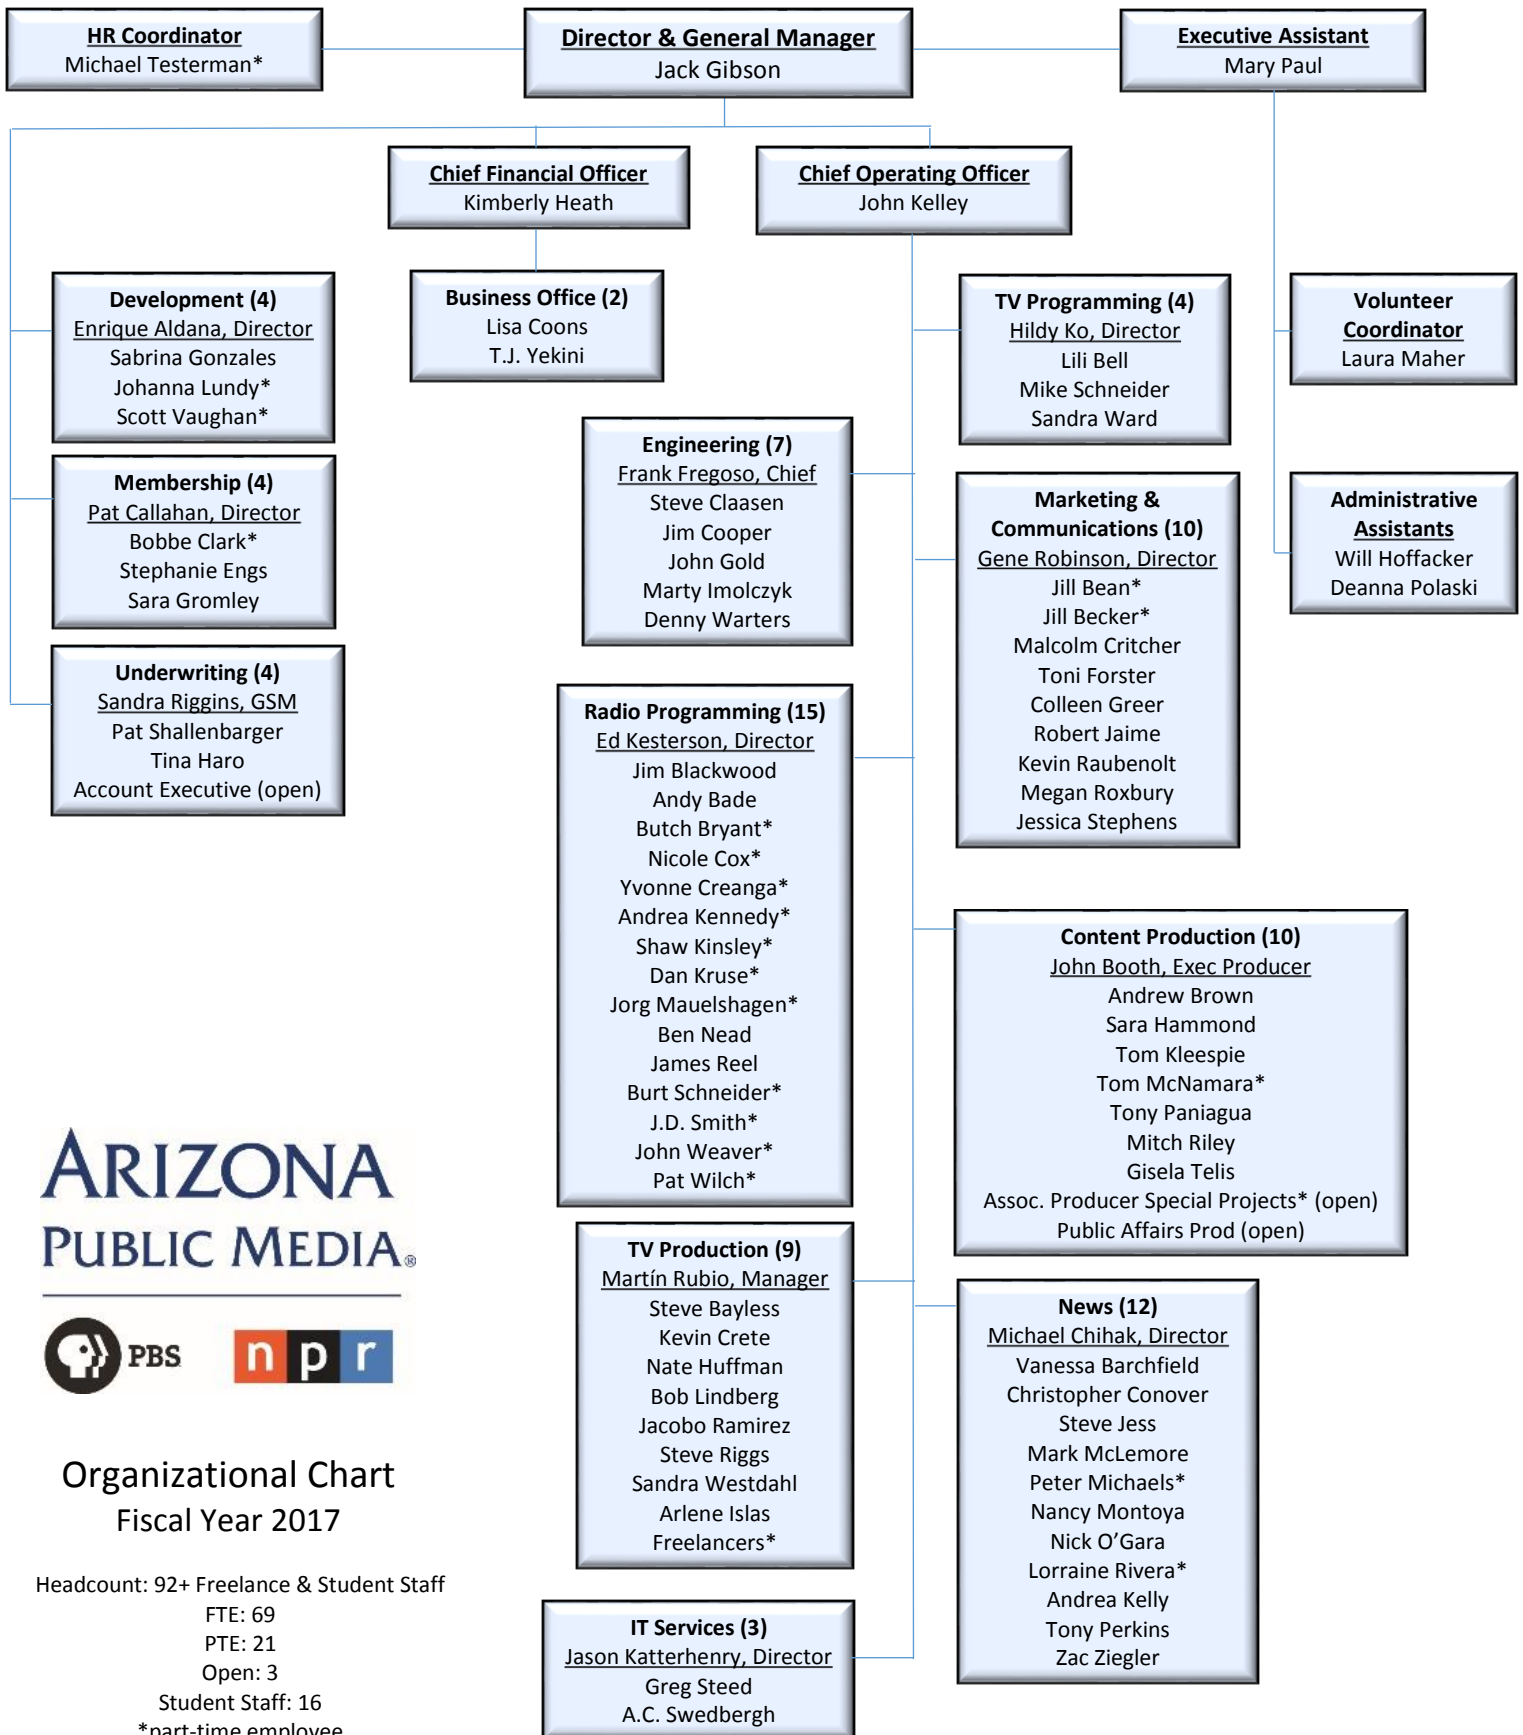 HR Coordinator
Michael Testerman*
Director & General Manager
Jack Gibson
Executive Assistant
Mary Paul
Chief Financial Officer
Kimberly Heath
Chief Operating Officer
John Kelley
Development (4)
Enrique Aldana, Director
Sabrina Gonzales
Johanna Lundy*
Scott Vaughan*
Business Office (2)
Lisa Coons
T.J. Yekini
TV Programming (4)
Hildy Ko, Director
Lili Bell
Mike Schneider
Sandra Ward
Volunteer
Coordinator
Laura Maher
Membership (4)
Pat Callahan, Director
Bobbe Clark*
Stephanie Engs
Sara Gromley
Engineering (7)
Frank Fregoso, Chief
Steve Claasen
Jim Cooper
John Gold
Marty Imolczyk
Denny Warters
Marketing &
Communications (10)
Gene Robinson, Director
Jill Bean*
Jill Becker*
Malcolm Critcher
Toni Forster
Colleen Greer
Robert Jaime
Kevin Raubenolt
Megan Roxbury
Jessica Stephens
Administrative
Assistants
Will Hoffacker
Deanna Polaski
Underwriting (4)
Sandra Riggins, GSM
Pat Shallenbarger
Tina Haro
Account Executive (open)
Radio Programming (15)
Ed Kesterson, Director
Jim Blackwood
Andy Bade
Butch Bryant*
Nicole Cox*
Yvonne Creanga*
Andrea Kennedy*
Shaw Kinsley*
Dan Kruse*
Jorg Mauelshagen*
Ben Nead
James Reel
Burt Schneider*
J.D. Smith*
John Weaver*
Pat Wilch*
Content Production (10)
John Booth, Exec Producer
Andrew Brown
Sara Hammond
Tom Kleespie
Tom McNamara*
Tony Paniagua
Mitch Riley
Gisela Telis
Assoc. Producer Special Projects* (open)
Public Affairs Prod (open)
TV Production (9)
Martín Rubio, Manager
Steve Bayless
Kevin Crete
Nate Huffman
Bob Lindberg
Jacobo Ramirez
Steve Riggs
Sandra Westdahl
Arlene Islas
Freelancers*
News (12)
Michael Chihak, Director
Vanessa Barchfield
Christopher Conover
Steve Jess
Mark McLemore
Peter Michaels*
Nancy Montoya
Nick O’Gara
Lorraine Rivera*
Andrea Kelly
Tony Perkins
Zac Ziegler
IT Services (3)
Jason Katterhenry, Director
Greg Steed
A.C. Swedbergh
ARIZONA
PUBLIC MEDIA®
PBS
n p r
Organizational Chart
Fiscal Year 2017
Headcount: 92+ Freelance & Student Staff
FTE: 69
PTE: 21
Open: 3
Student Staff: 16
*part-time employee